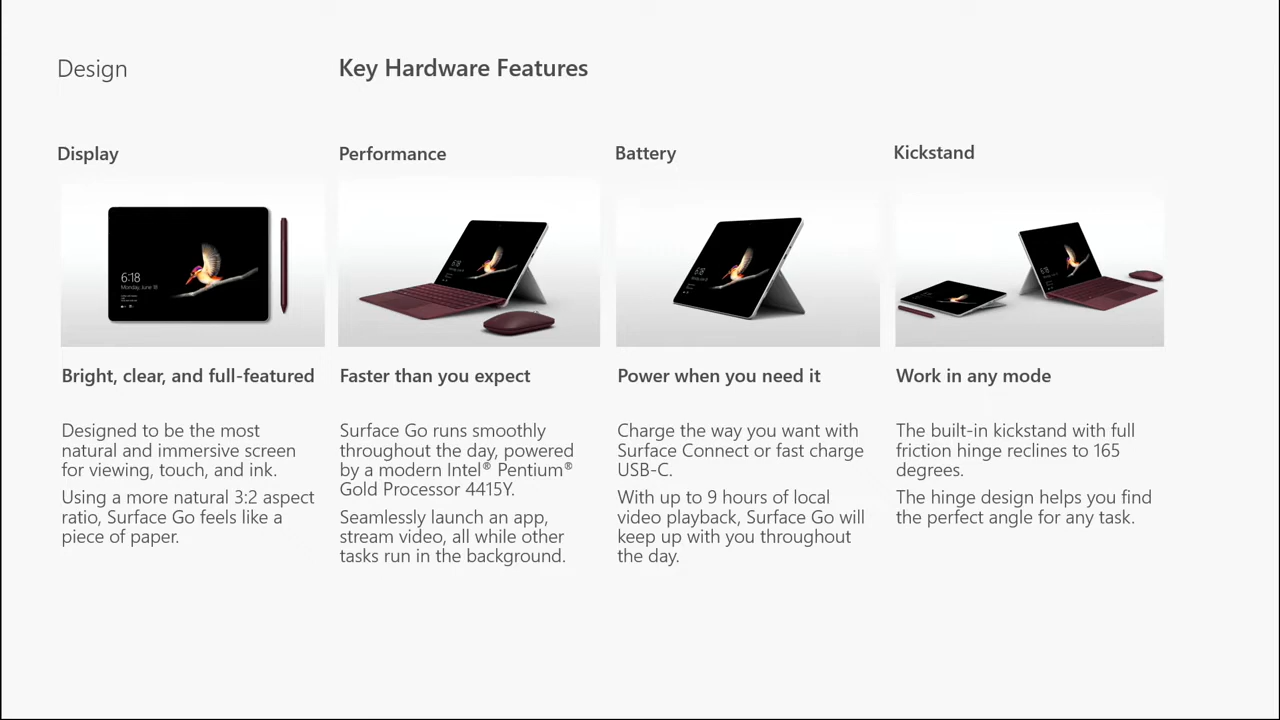 Design
Key Hardware Features
Display
6:18
Monday, June 18
Bright, clear, and full-featured
Designed to be the most
natural and immersive screen
for viewing, touch, and ink.
Using a more natural 3:2 aspect
ratio, Surface Go feels like a
piece of paper.
Performance
Faster than you expect
Surface Go runs smoothly
throughout the day, powered
by a modern Intel® Pentium®
Gold Processor 4415Y.
Seamlessly launch an app,
stream video, all while other
tasks run in the background.
Battery
6:18
Power when you need it
Charge the way you want with
Surface Connect or fast charge
USB-C.
With up to 9 hours of local
video playback, Surface Go will
keep up with you throughout
the day.
Kickstand
Work in any mode
The built-in kickstand with full
friction hinge reclines to 165
degrees.
The hinge design helps you find
the perfect angle for any task.